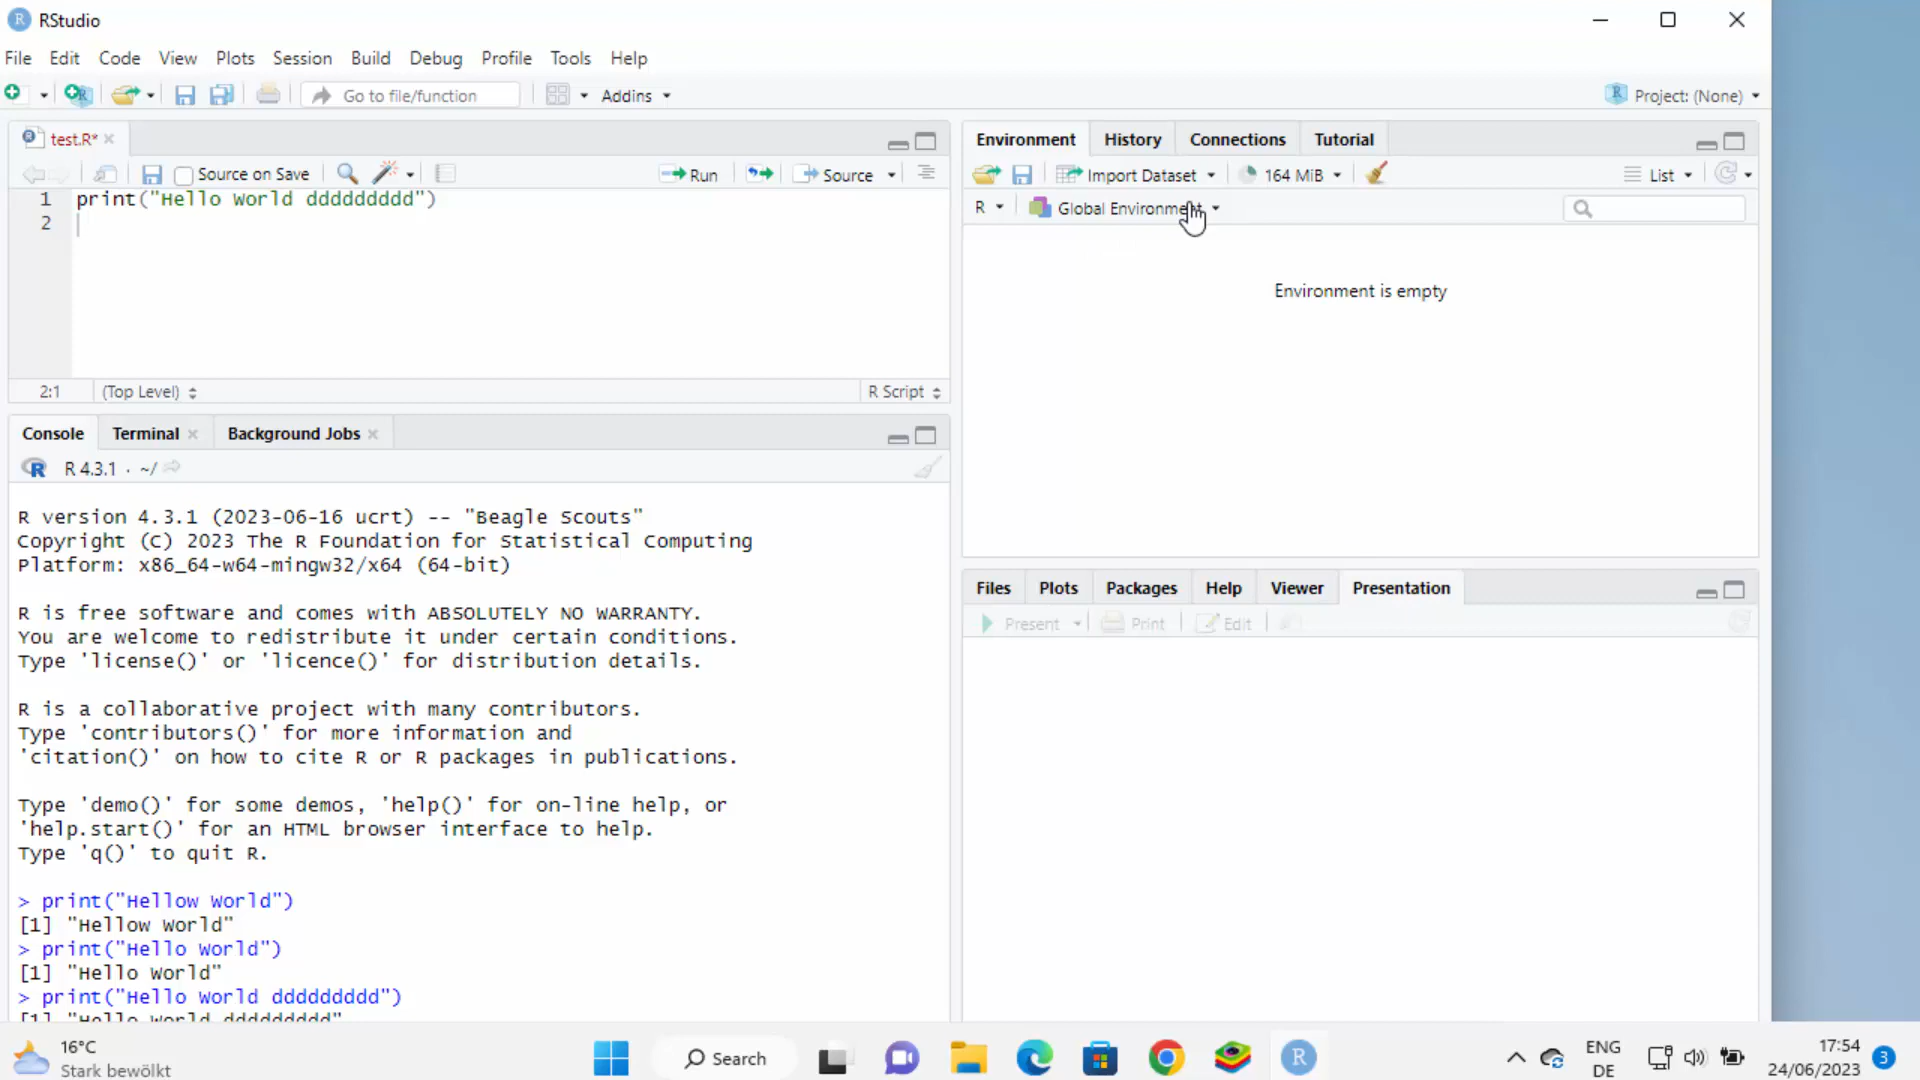 RStudio
File Edit Code View Plots Session Build Debug Profile Tools Help
Go to file/function Addins Project: (None)
test.R*
Source on Save Run Source
1 print("Hello World ddddddddd")
2
2:1 (Top Level) R Script
Console Terminal Background Jobs
R 4.3.1 · ~/
R version 4.3.1 (2023-06-16 ucrt) -- "Beagle Scouts"
Copyright (C) 2023 The R Foundation for Statistical Computing
Platform: x86_64-w64-mingw32/x64 (64-bit)
R is free software and comes with ABSOLUTELY NO WARRANTY.
You are welcome to redistribute it under certain conditions.
Type 'license()' or 'licence()' for distribution details.
R is a collaborative project with many contributors.
Type 'contributors()' for more information and
'citation()' on how to cite R or R packages in publications.
Type 'demo()' for some demos, 'help()' for on-line help, or
'help.start()' for an HTML browser interface to help.
Type 'q()' to quit R.
> print("Hellow World")
[1] "Hellow World"
> print("Hello World")
[1] "Hello World"
> print("Hello World ddddddddd")
[1] "Hello World ddddddddd"
Environment History Connections Tutorial
Import Dataset 164 MiB List
R Global Environment
Environment is empty
Files Plots Packages Help Viewer Presentation
Present Print Edit
16°C
Stark bewölkt
Search
ENG
DE
17:54
24/06/2023
3